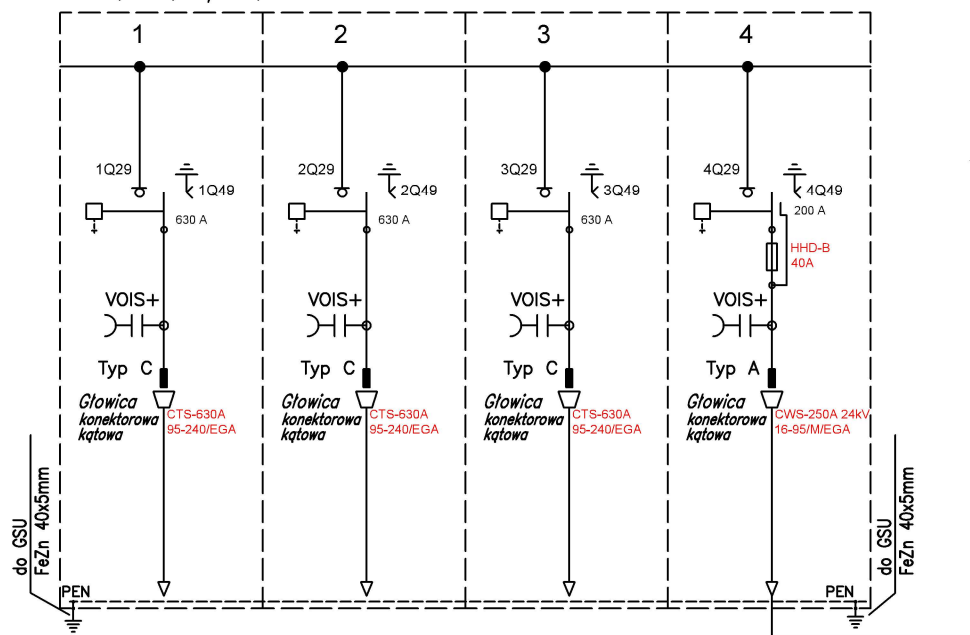 1 2 3 4
1Q29 2Q29 3Q29 4Q29
1Q49 2Q49 3Q49 4Q49
630 A 630 A 630 A 200 A
HHD-B
40A
VOIS+ VOIS+ VOIS+ VOIS+
Typ C Typ C Typ C Typ A
Głowica
konektorowa
kątowa
CTS-630A
95-240/EGA
Głowica
konektorowa
kątowa
CTS-630A
95-240/EGA
Głowica
konektorowa
kątowa
CTS-630A
95-240/EGA
Głowica
konektorowa
kątowa
CWS-250A 24kV
16-95/M/EGA
do GSU
FeZn 40x5mm
do GSU
FeZn 40x5mm
PEN PEN